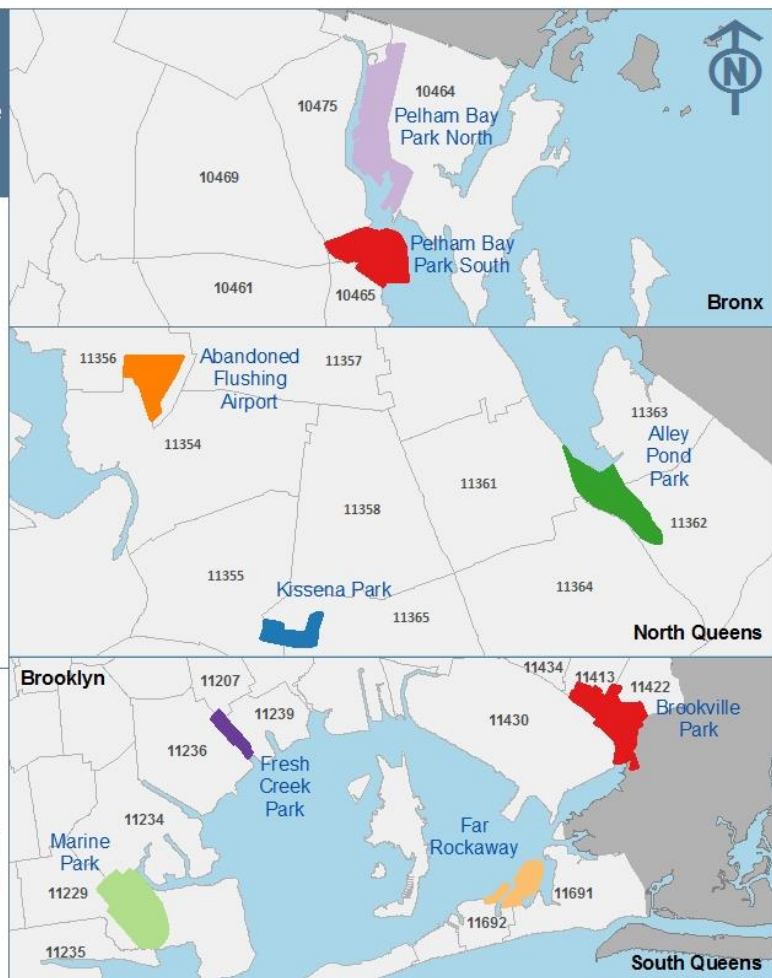 N
10475
10464
Pelham Bay
Park North
10469
Pelham Bay
Park South
10461
10465
Bronx
11356
Abandoned
Flushing
Airport
11357
11363
Alley
Pond
Park
11354
11361
11358
11362
11355
11364
Kissena Park
11365
North Queens
Brooklyn
11207
11239
11236
Fresh
Creek
Park
11434
11413
11422
11430
Brookville
Park
11234
Marine
Park
Far
Rockaway
11229
11691
11692
11235
South Queens